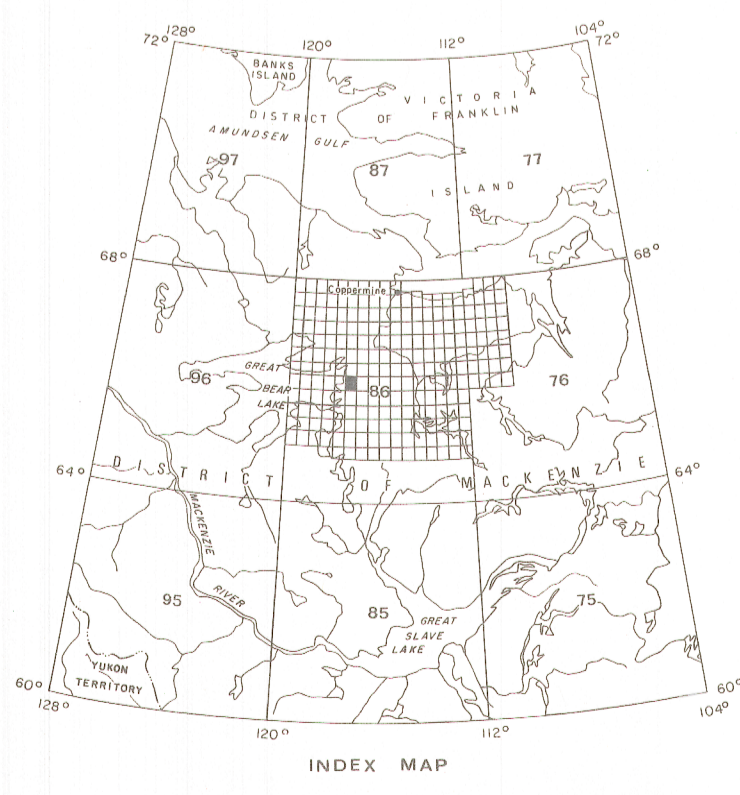 128°
120°
112°
104°
72°
72°
BANKS
ISLAND
VICTORIA
DISTRICT OF FRANKLIN
AMUNDSEN GULF
97
87
77
ISLAND
68°
68°
Coppermine
GREAT
BEAR
LAKE
96
86
76
DISTRICT OF MACKENZIE
64°
64°
MACKENZIE
RIVER
95
85
75
GREAT
SLAVE
LAKE
YUKON
TERRITORY
60°
60°
128°
120°
112°
104°
INDEX MAP